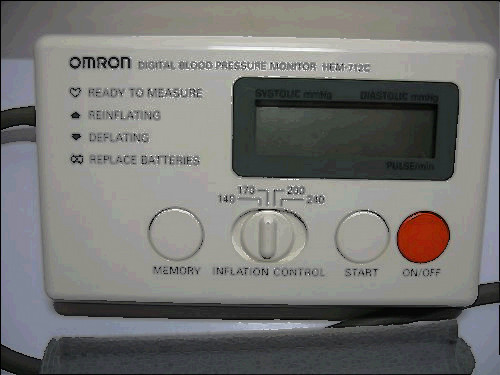 OMRON DIGITAL BLOOD PRESSURE MONITOR HEM-712C
READY TO MEASURE
REINFLATING
DEFLATING
REPLACE BATTERIES
SYSTOLIC mmHg DIASTOLIC mmHg
PULSE/min
170 200
140 240
MEMORY INFLATION CONTROL START ON/OFF